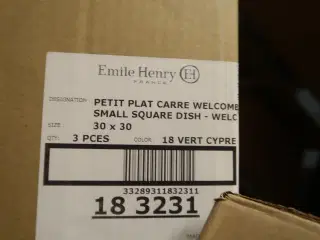 Emile Henry EH
FRANCE
DESIGNATION: PETIT PLAT CARRE WELCOME
SMALL SQUARE DISH - WELC
SIZE: 30 x 30
QTY: 3 PCES COLOR: 18 VERT CYPRE
33289311832311
18 3231